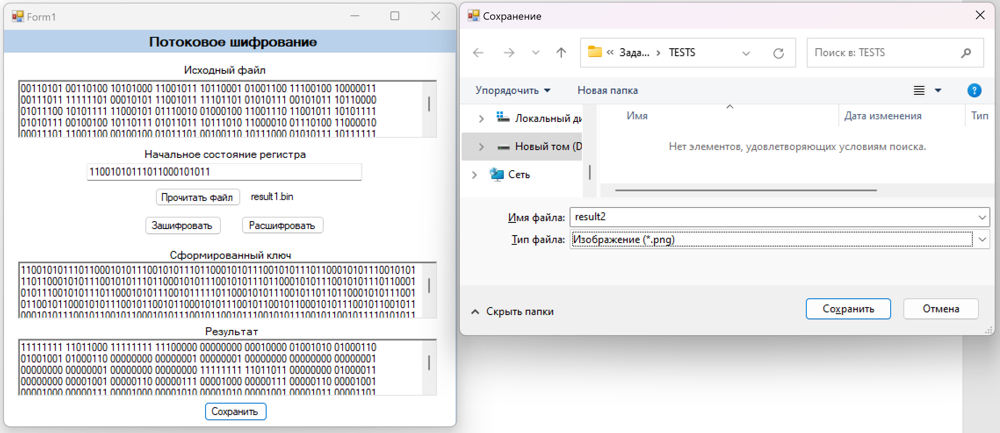 Form1
Потоковое шифрование
Исходный файл
00110101 00110100 10101000 11001011 10110001 01001100 11100100 10000011
00111011 11111101 00010101 11001011 11101101 01010111 00101011 10110000
01011100 10101111 11000101 01110010 01000100 11001110 11001011 10101111
01010111 00100100 10110111 01011011 10111010 11000010 01110100 11000010
00011101 11001100 00100100 01011101 00100110 10111000 01010111 10111111
Начальное состояние регистра
11001010111011000101011
Прочитать файл result1.bin
Зашифровать Расшифровать
Сформированный ключ
110010101110110001010111001010111011000101011100101011101100010101110010101
110110001010111001010111011000101011100101011101100010101110010101110110001
0101110010101110110001010111001011111011000101011100101101101100010101111001
011001011000101011100101100101100010101110010110010110001010111001011001011
0001010111001011001011000101011100101100101110010101110010110010111110101011
Результат
11111111 11011000 11111111 11100000 00000000 00010000 01001010 01000110
01001001 01000110 00000000 00000001 00000001 00000000 00000000 00000001
00000000 00000001 00000000 00000000 11111111 11011011 00000000 01000011
00000000 00001001 00000110 00000111 00001000 00000111 00000110 00001001
00001000 00000111 00001000 00001010 00001010 00001001 00001011 00001101
Сохранить
Сохранение
« Зада... › TESTS
Поиск в: TESTS
Упорядочить Новая папка ?
Имя Дата изменения Тип
Локальный ди
Новый том (D
Сеть
Нет элементов, удовлетворяющих условиям поиска.
Имя файла: result2
Тип файла: Изображение (*.png)
Скрыть папки Сохранить Отмена